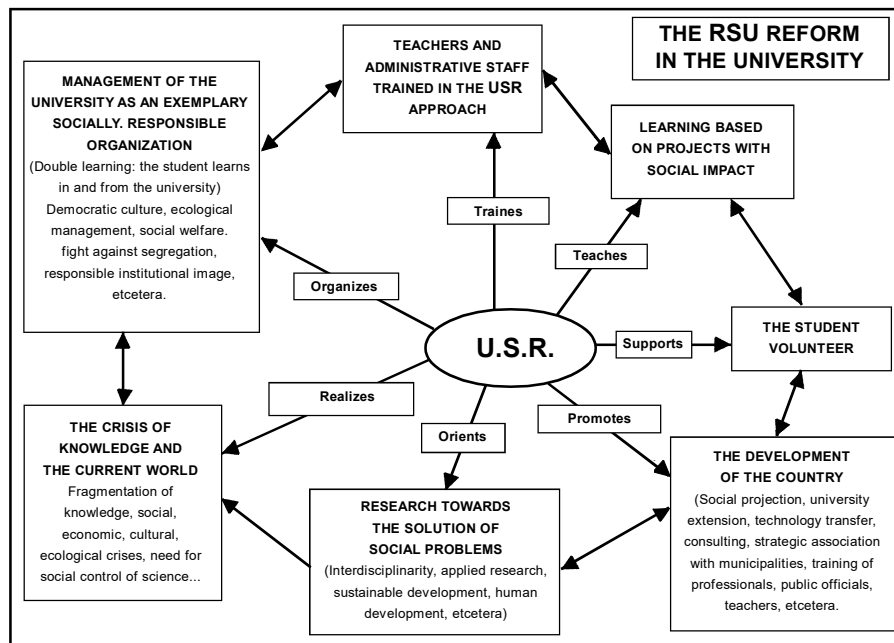 THE RSU REFORM
IN THE UNIVERSITY
TEACHERS AND
ADMINISTRATIVE STAFF
TRAINED IN THE USR
APPROACH
MANAGEMENT OF THE
UNIVERSITY AS AN EXEMPLARY
SOCIALLY. RESPONSIBLE
ORGANIZATION
(Double learning: the student learns
in and from the university)
Democratic culture, ecological
management, social welfare.
fight against segregation,
responsible institutional image,
etcetera.
LEARNING BASED
ON PROJECTS WITH
SOCIAL IMPACT
Traines
Teaches
Organizes
U.S.R.
Supports
THE STUDENT
VOLUNTEER
Realizes
Promotes
Orients
THE CRISIS OF
KNOWLEDGE AND
THE CURRENT WORLD
Fragmentation of
knowledge, social,
economic, cultural,
ecological crises, need for
social control of science...
RESEARCH TOWARDS
THE SOLUTION OF
SOCIAL PROBLEMS
(Interdisciplinarity, applied research,
sustainable development, human
development, etcetera)
THE DEVELOPMENT
OF THE COUNTRY
(Social projection, university
extension, technology transfer,
consulting, strategic association
with municipalities, training of
professionals, public officials,
teachers, etcetera.